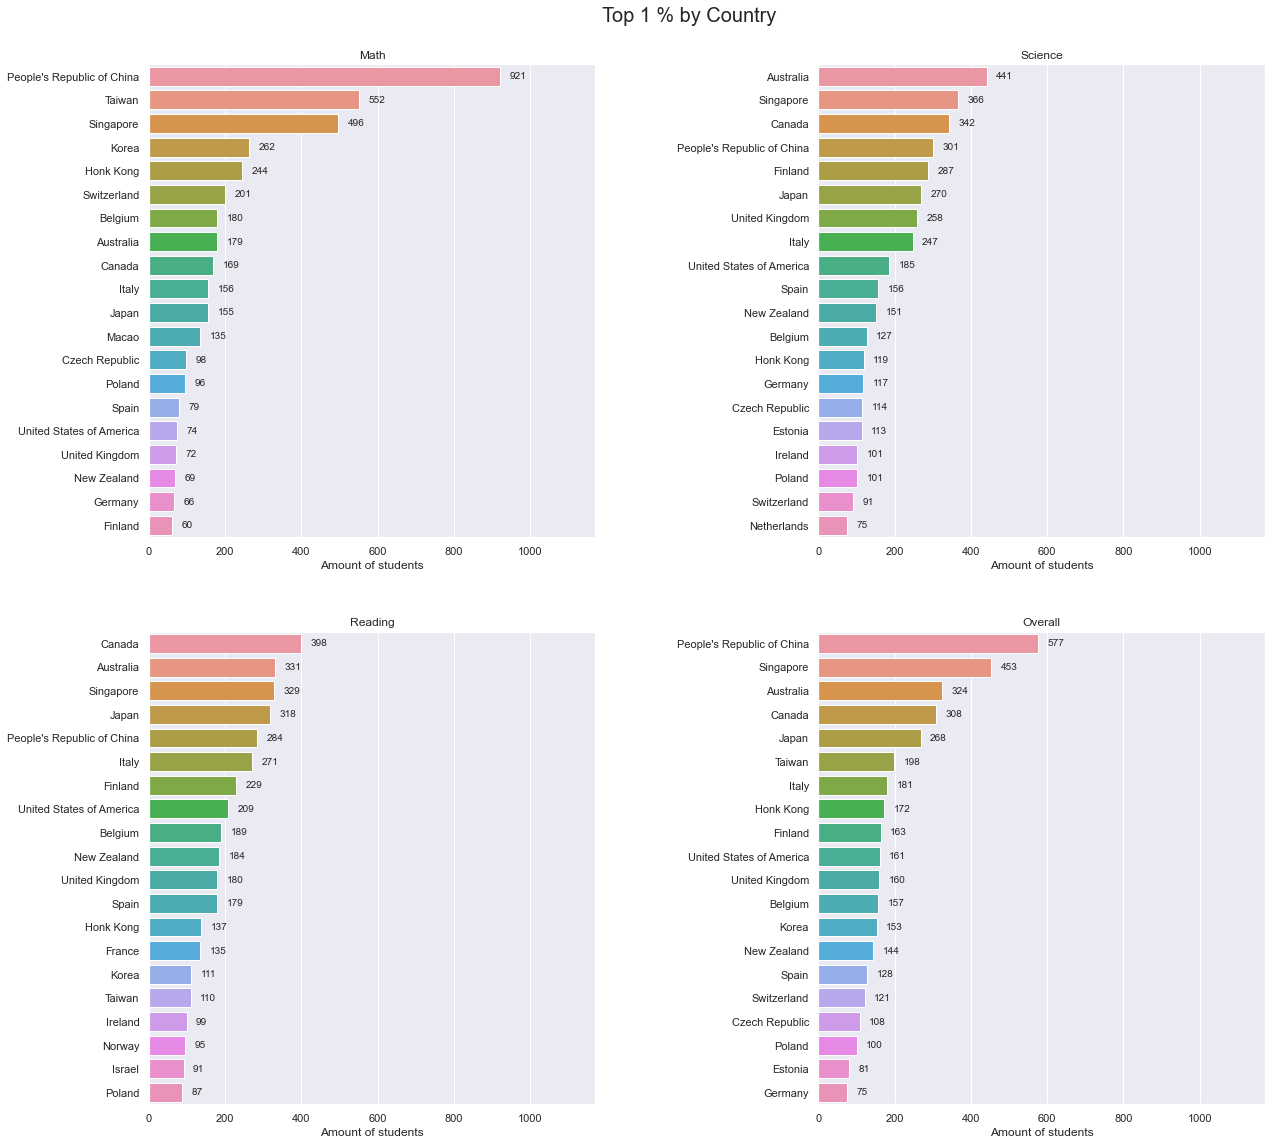 Top 1 % by Country
Math
People's Republic of China 921
Taiwan 552
Singapore 496
Korea 262
Honk Kong 244
Switzerland 201
Belgium 180
Australia 179
Canada 169
Italy 156
Japan 155
Macao 135
Czech Republic 98
Poland 96
Spain 79
United States of America 74
United Kingdom 72
New Zealand 69
Germany 66
Finland 60
0 200 400 600 800 1000
Amount of students
Science
Australia 441
Singapore 366
Canada 342
People's Republic of China 301
Finland 287
Japan 270
United Kingdom 258
Italy 247
United States of America 185
Spain 156
New Zealand 151
Belgium 127
Honk Kong 119
Germany 117
Czech Republic 114
Estonia 113
Ireland 101
Poland 101
Switzerland 91
Netherlands 75
0 200 400 600 800 1000
Amount of students
Reading
Canada 398
Australia 331
Singapore 329
Japan 318
People's Republic of China 284
Italy 271
Finland 229
United States of America 209
Belgium 189
New Zealand 184
United Kingdom 180
Spain 179
Honk Kong 137
France 135
Korea 111
Taiwan 110
Ireland 99
Norway 95
Israel 91
Poland 87
0 200 400 600 800 1000
Amount of students
Overall
People's Republic of China 577
Singapore 453
Australia 324
Canada 308
Japan 268
Taiwan 198
Italy 181
Honk Kong 172
Finland 163
United States of America 161
United Kingdom 160
Belgium 157
Korea 153
New Zealand 144
Spain 128
Switzerland 121
Czech Republic 108
Poland 100
Estonia 81
Germany 75
0 200 400 600 800 1000
Amount of students